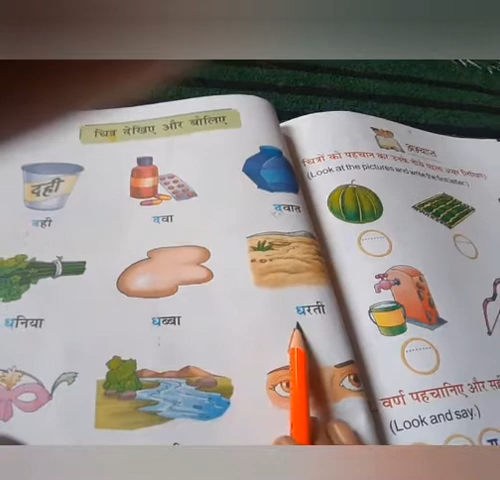 चित्र देखिए और बोलिए
दही
दही
दवा
दवात
धनिया
धब्बा
धरती
अभ्यास
चित्रों को पहचान कर उनके नीचे पहला अक्षर लिखिए।
(Look at the pictures and write the first letter.)
वर्ण पहचानिए और
(Look and say.)